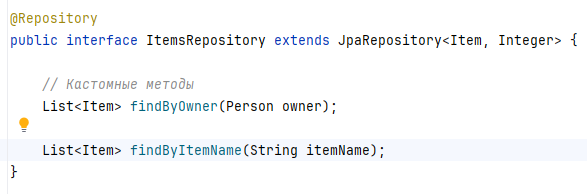 @Repository
public interface ItemsRepository extends JpaRepository<Item, Integer> {
// Кастомные методы
List<Item> findByOwner(Person owner);
List<Item> findByItemName(String itemName);
}